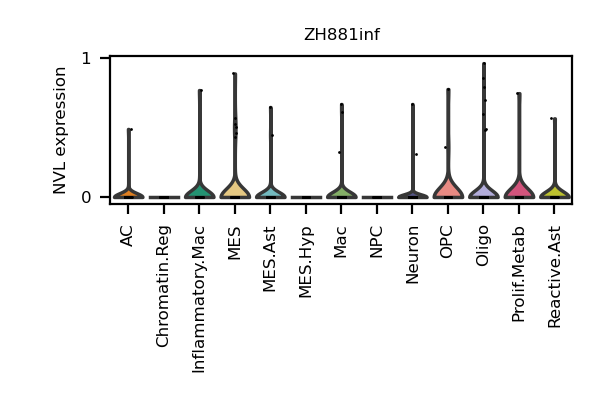 ZH881inf
NVL expression
1
0
AC
Chromatin.Reg
Inflammatory.Mac
MES
MES.Ast
MES.Hyp
Mac
NPC
Neuron
OPC
Oligo
Prolif.Metab
Reactive.Ast